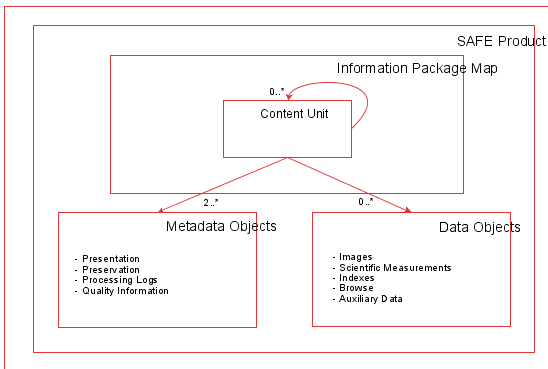 SAFE Product
Information Package Map
0..*
Content Unit
2..*
0..*
Metadata Objects
- Presentation
- Preservation
- Processing Logs
- Quality Information
Data Objects
- Images
- Scientific Measurements
- Indexes
- Browse
- Auxiliary Data